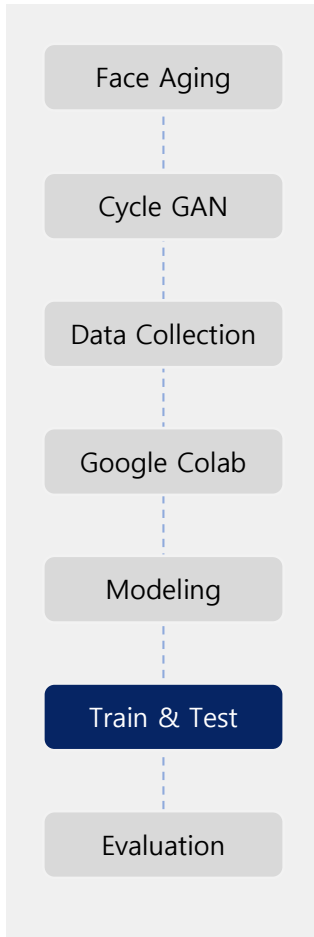 Face Aging
Cycle GAN
Data Collection
Google Colab
Modeling
Train & Test
Evaluation